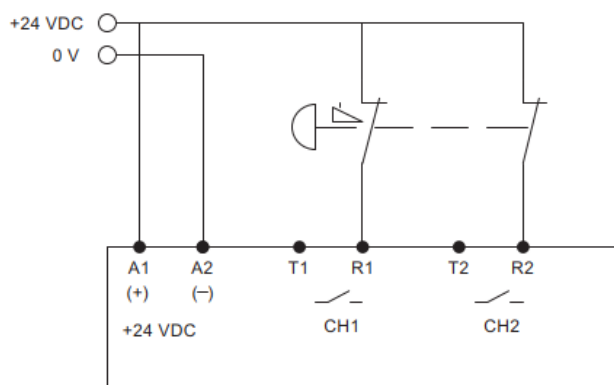 +24 VDC
0 V
A1 A2 T1 R1 T2 R2
(+) (−)
CH1 CH2
+24 VDC